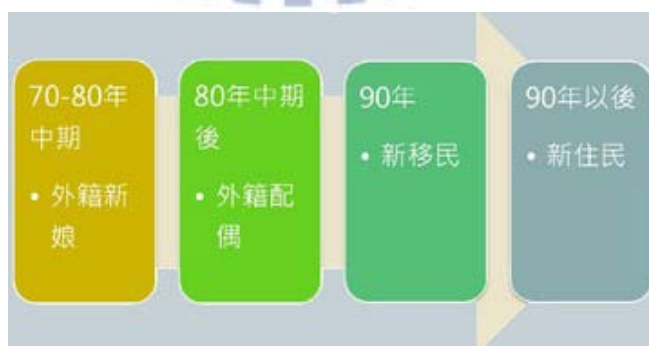 70-80年
中期
• 外籍新
娘
80年中期
後
• 外籍配
偶
90年
• 新移民
90年以後
• 新住民